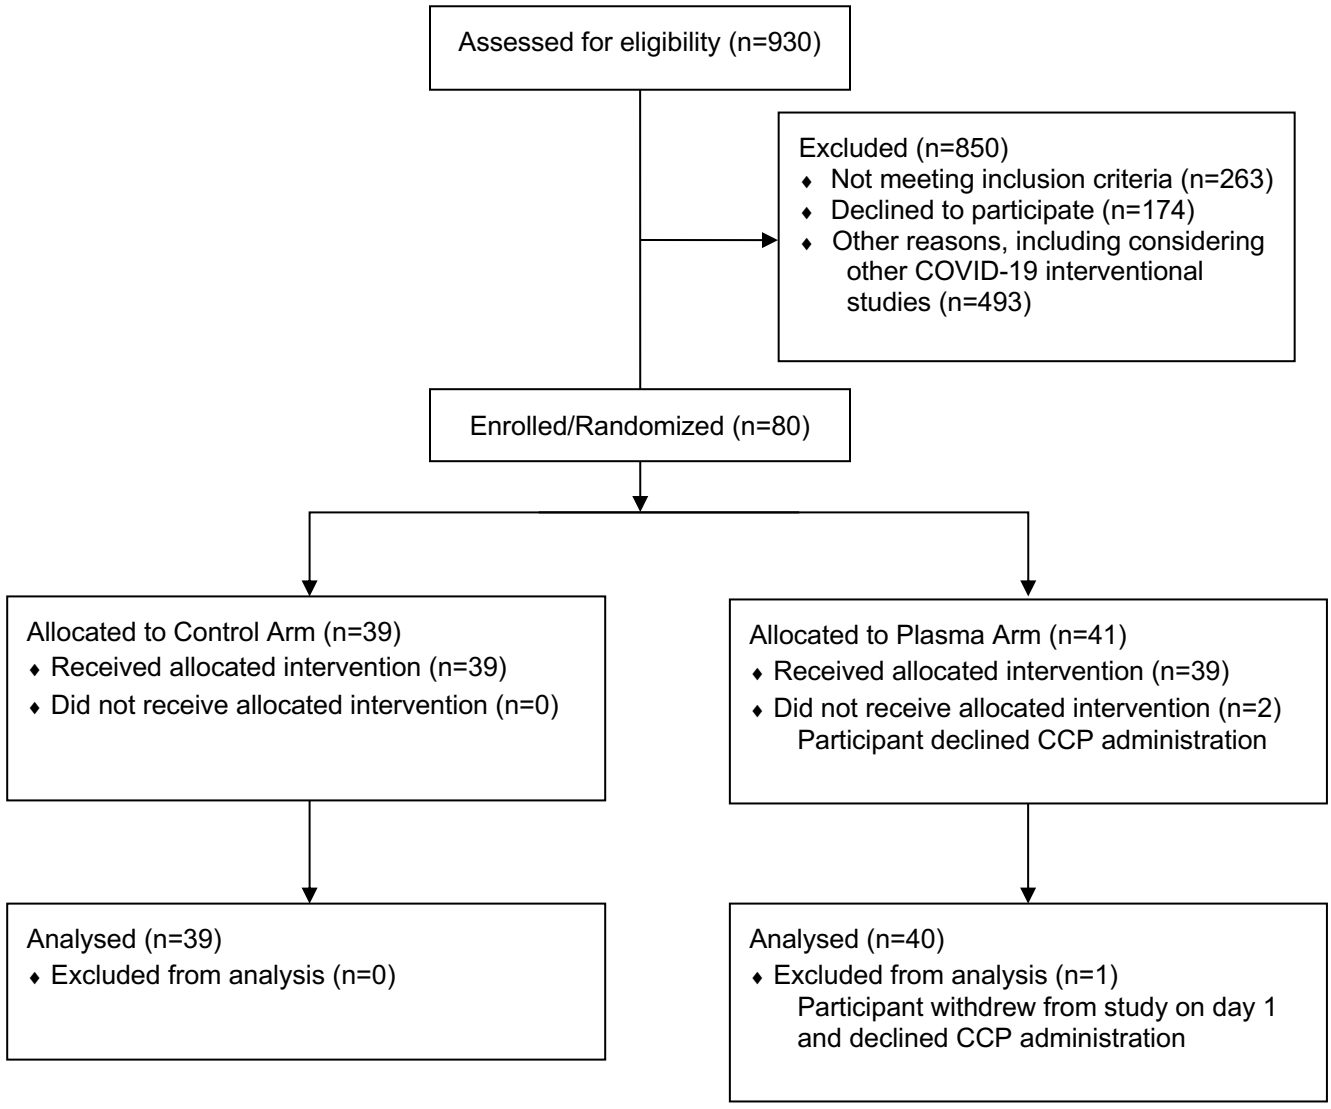 Assessed for eligibility (n=930)
Excluded (n=850)
♦ Not meeting inclusion criteria (n=263)
♦ Declined to participate (n=174)
♦ Other reasons, including considering
other COVID-19 interventional
studies (n=493)
Enrolled/Randomized (n=80)
Allocated to Control Arm (n=39)
♦ Received allocated intervention (n=39)
♦ Did not receive allocated intervention (n=0)
Allocated to Plasma Arm (n=41)
♦ Received allocated intervention (n=39)
♦ Did not receive allocated intervention (n=2)
Participant declined CCP administration
Analysed (n=39)
♦ Excluded from analysis (n=0)
Analysed (n=40)
♦ Excluded from analysis (n=1)
Participant withdrew from study on day 1
and declined CCP administration